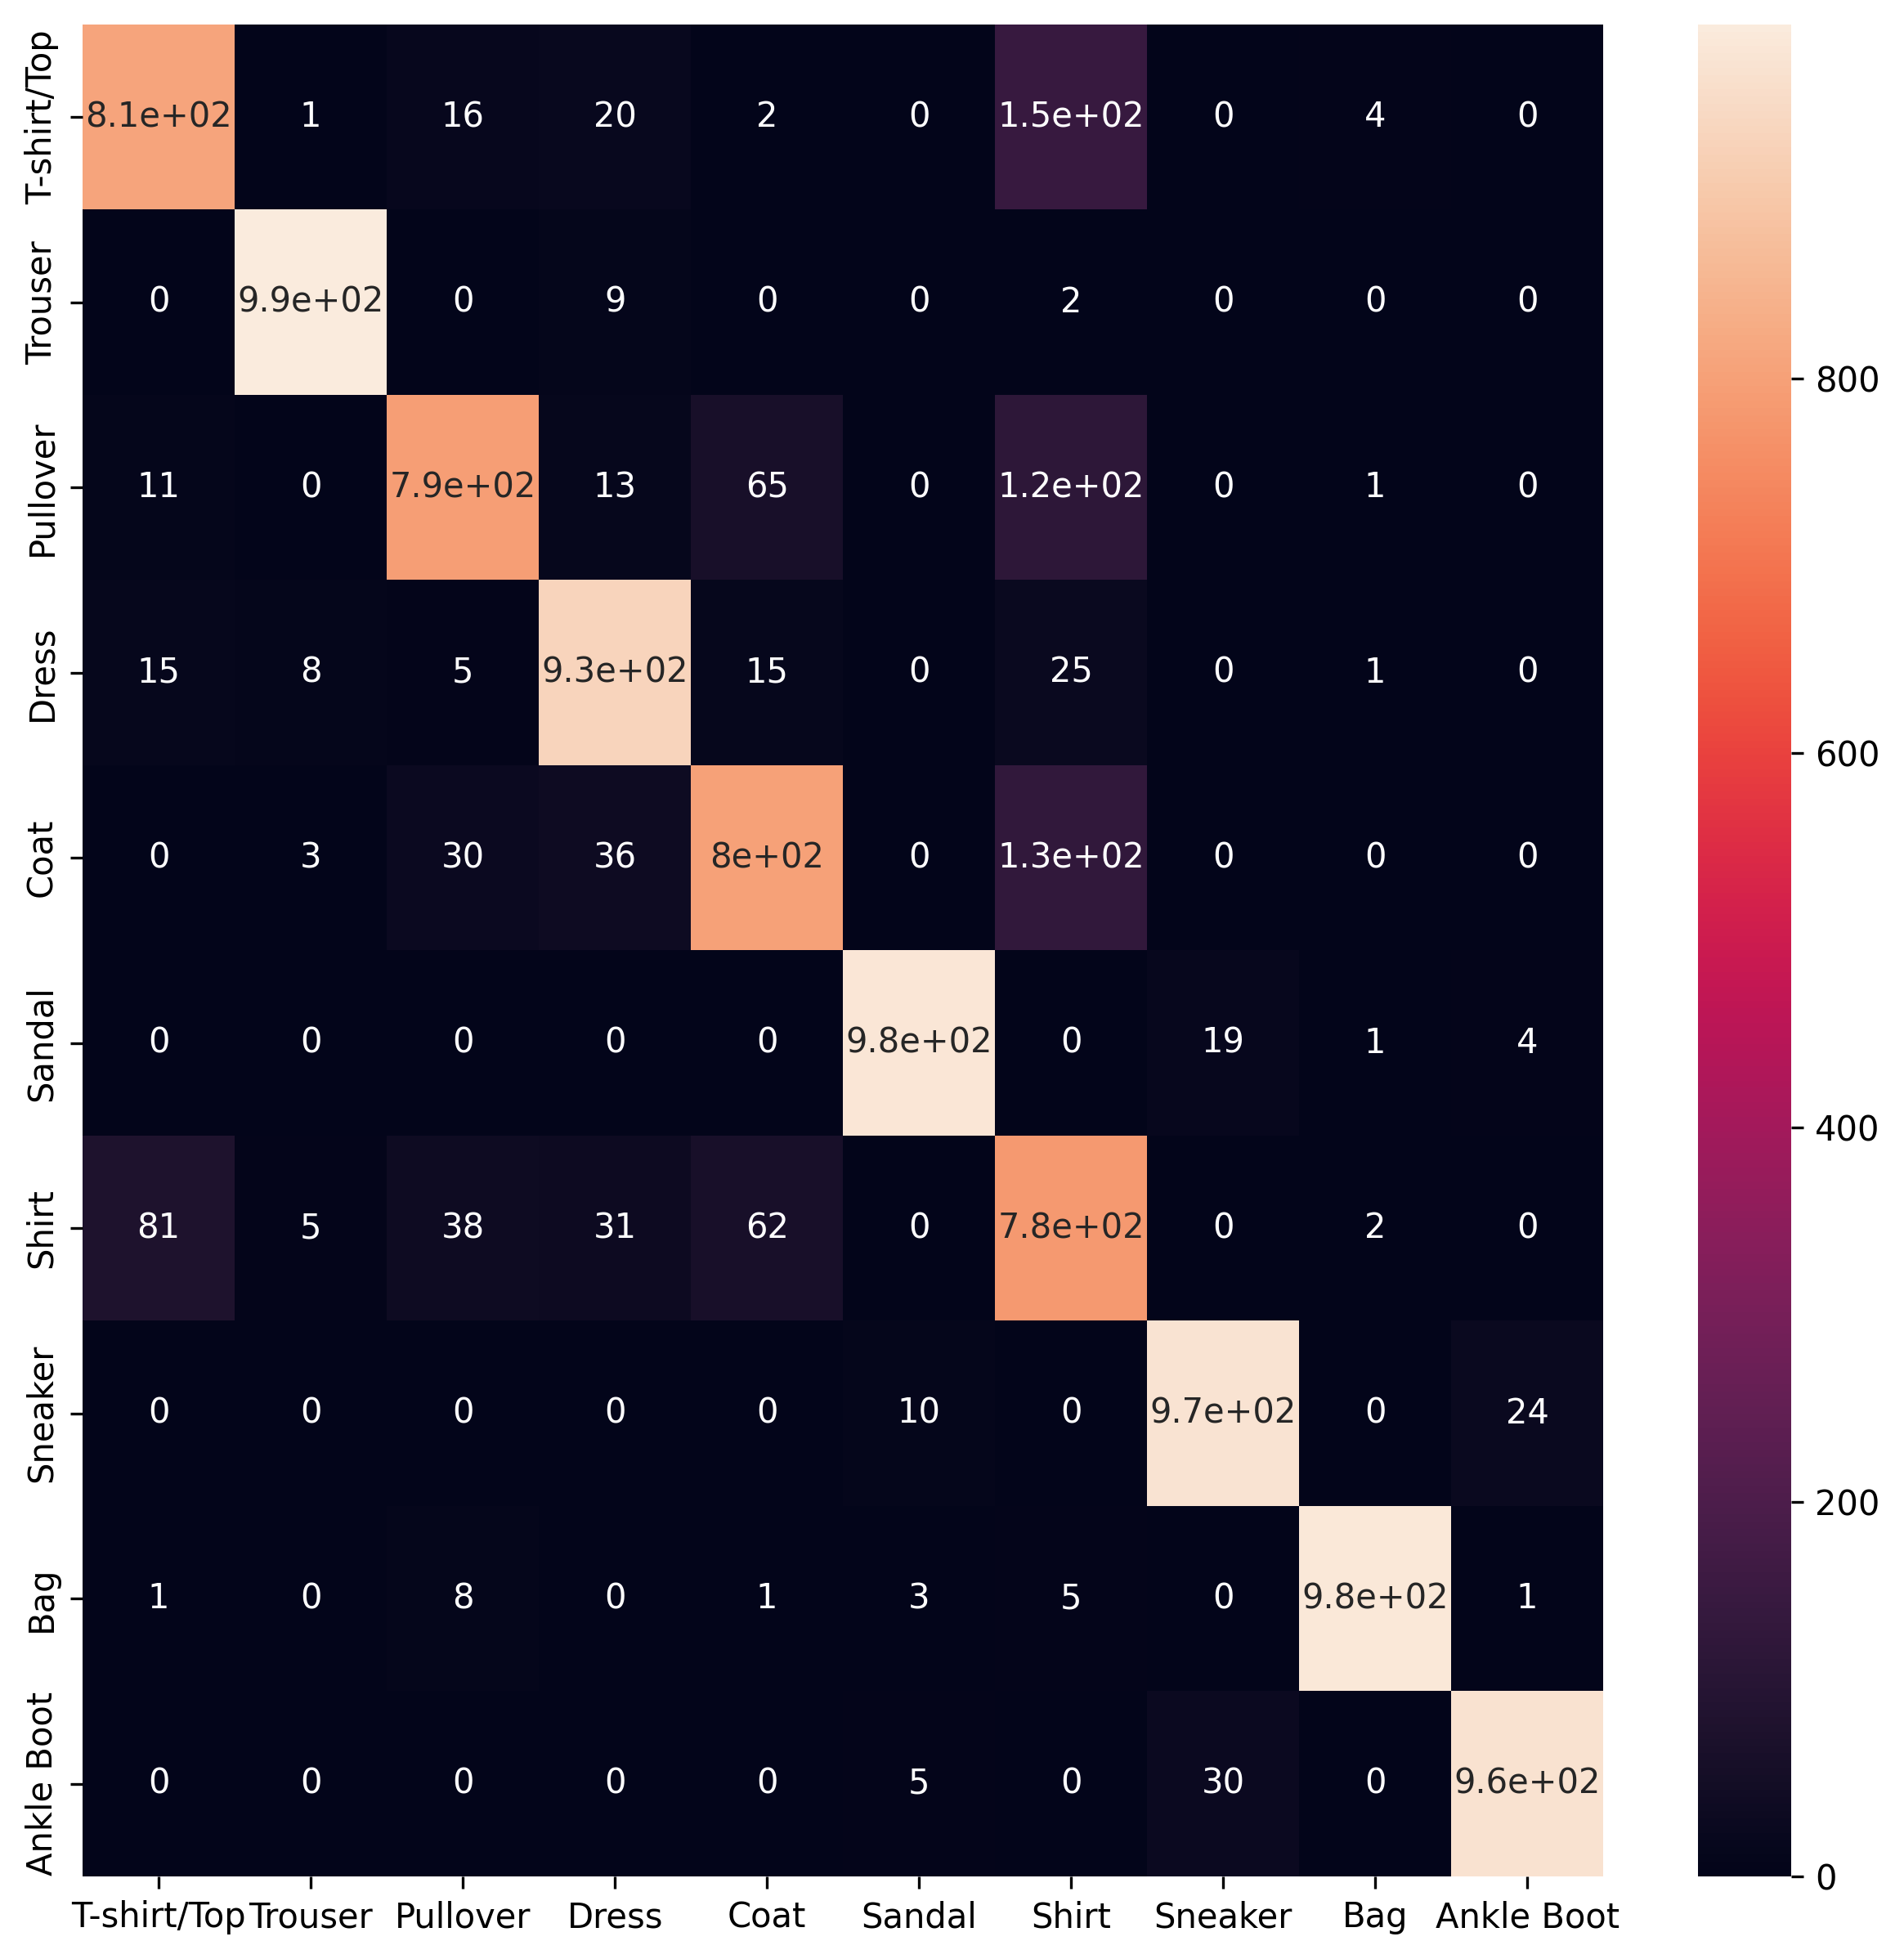 T-shirt/Top 8.1e+02 1 16 20 2 0 1.5e+02 0 4 0
Trouser 0 9.9e+02 0 9 0 0 2 0 0 0
Pullover 11 0 7.9e+02 13 65 0 1.2e+02 0 1 0
Dress 15 8 5 9.3e+02 15 0 25 0 1 0
Coat 0 3 30 36 8e+02 0 1.3e+02 0 0 0
Sandal 0 0 0 0 0 9.8e+02 0 19 1 4
Shirt 81 5 38 31 62 0 7.8e+02 0 2 0
Sneaker 0 0 0 0 0 10 0 9.7e+02 0 24
Bag 1 0 8 0 1 3 5 0 9.8e+02 1
Ankle Boot 0 0 0 0 0 5 0 30 0 9.6e+02
T-shirt/Top Trouser Pullover Dress Coat Sandal Shirt Sneaker Bag Ankle Boot
800
600
400
200
0